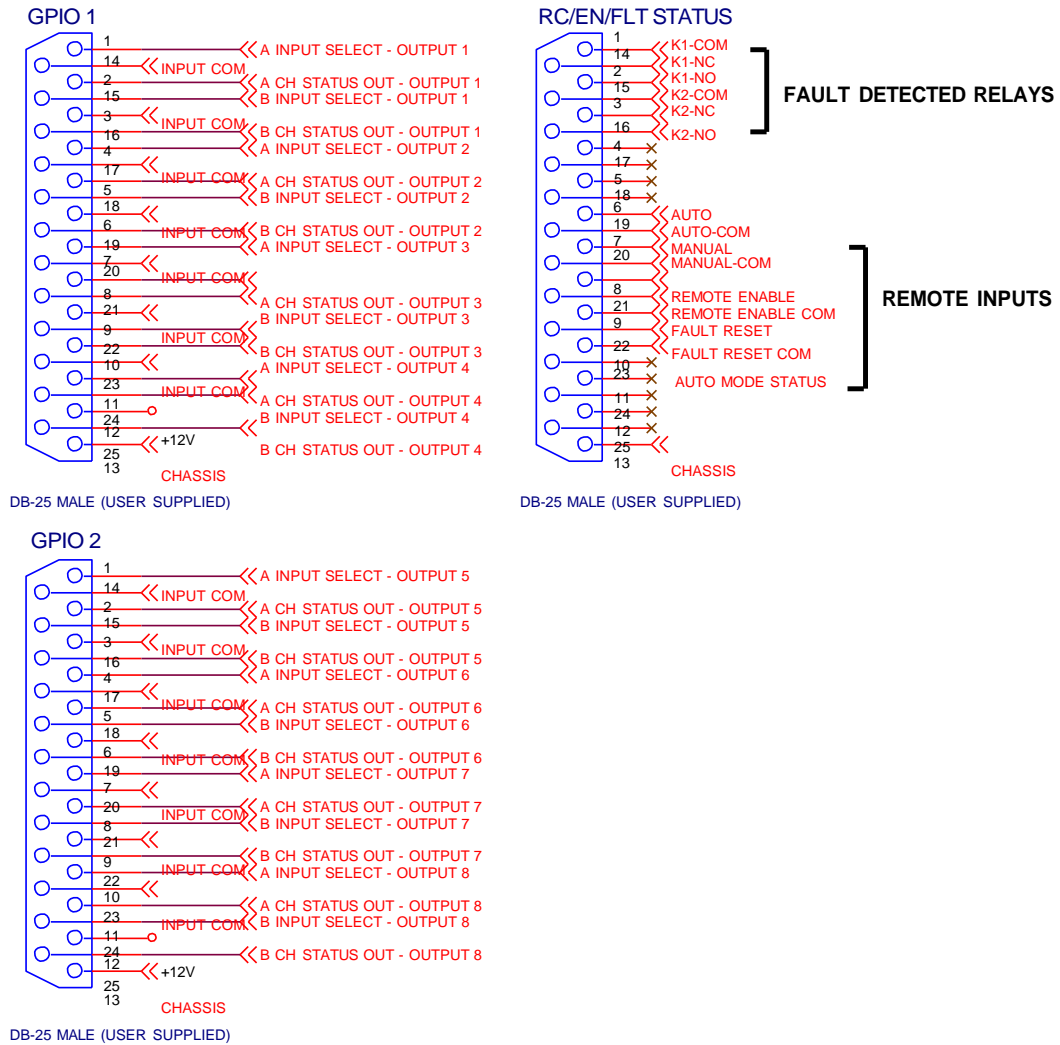 GPIO 1
1
A INPUT SELECT - OUTPUT 1
14
INPUT COM
2
A CH STATUS OUT - OUTPUT 1
15
B INPUT SELECT - OUTPUT 1
3
INPUT COM
16
B CH STATUS OUT - OUTPUT 1
4
A INPUT SELECT - OUTPUT 2
17
INPUT COM
A CH STATUS OUT - OUTPUT 2
5
B INPUT SELECT - OUTPUT 2
18
6
INPUT COM
B CH STATUS OUT - OUTPUT 2
19
A INPUT SELECT - OUTPUT 3
7
20
INPUT COM
8
A CH STATUS OUT - OUTPUT 3
21
B INPUT SELECT - OUTPUT 3
9
INPUT COM
22
B CH STATUS OUT - OUTPUT 3
10
A INPUT SELECT - OUTPUT 4
23
INPUT COM
11
A CH STATUS OUT - OUTPUT 4
24
B INPUT SELECT - OUTPUT 4
12
+12V
25
B CH STATUS OUT - OUTPUT 4
13
CHASSIS
DB-25 MALE (USER SUPPLIED)
RC/EN/FLT STATUS
1
K1-COM
14
K1-NC
2
K1-NO
15
K2-COM
3
K2-NC
16
K2-NO
FAULT DETECTED RELAYS
4
17
5
18
6
AUTO
19
AUTO-COM
7
MANUAL
20
MANUAL-COM
8
REMOTE ENABLE
21
REMOTE ENABLE COM
9
FAULT RESET
22
FAULT RESET COM
10
23
AUTO MODE STATUS
REMOTE INPUTS
11
24
12
25
13
CHASSIS
DB-25 MALE (USER SUPPLIED)
GPIO 2
1
A INPUT SELECT - OUTPUT 5
14
INPUT COM
2
A CH STATUS OUT - OUTPUT 5
15
B INPUT SELECT - OUTPUT 5
3
INPUT COM
16
B CH STATUS OUT - OUTPUT 5
4
A INPUT SELECT - OUTPUT 6
17
INPUT COM
A CH STATUS OUT - OUTPUT 6
5
B INPUT SELECT - OUTPUT 6
18
6
INPUT COM
B CH STATUS OUT - OUTPUT 6
19
A INPUT SELECT - OUTPUT 7
7
20
INPUT COM
A CH STATUS OUT - OUTPUT 7
8
B INPUT SELECT - OUTPUT 7
21
9
INPUT COM
B CH STATUS OUT - OUTPUT 7
22
A INPUT SELECT - OUTPUT 8
10
A CH STATUS OUT - OUTPUT 8
23
INPUT COM
B INPUT SELECT - OUTPUT 8
11
24
B CH STATUS OUT - OUTPUT 8
12
+12V
25
13
CHASSIS
DB-25 MALE (USER SUPPLIED)